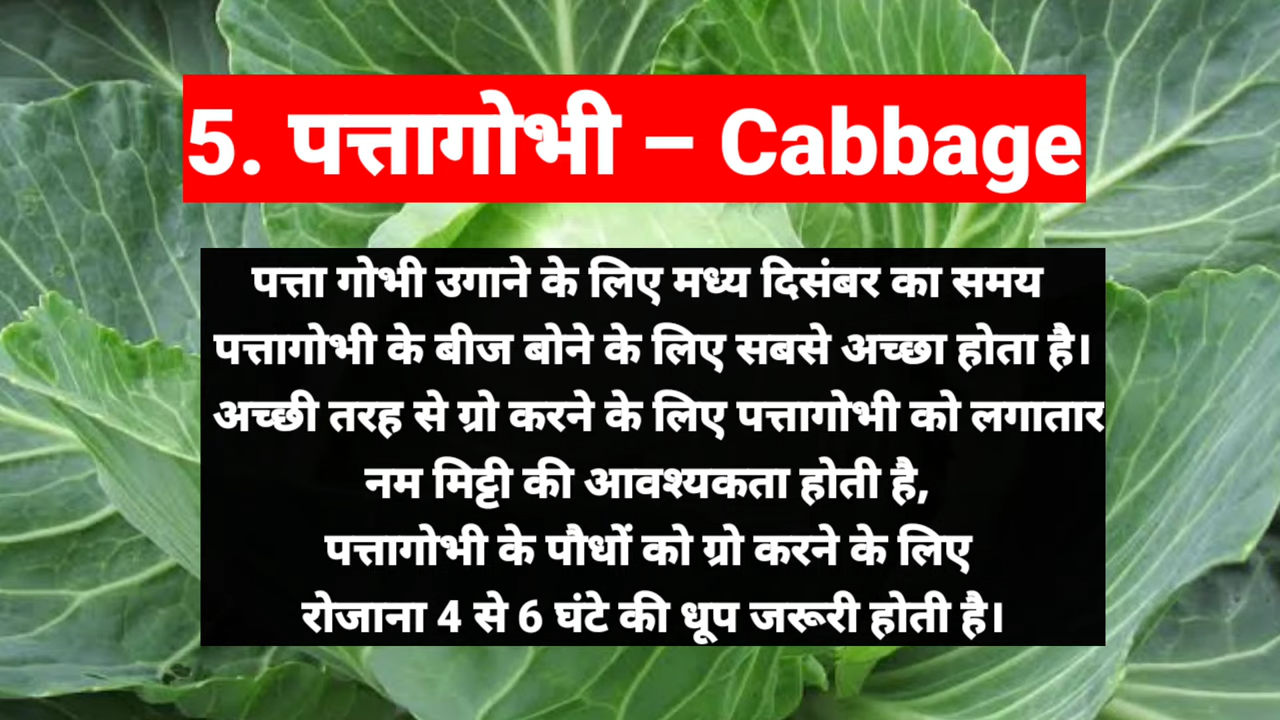 5. पत्तागोभी – Cabbage
पत्ता गोभी उगाने के लिए मध्य दिसंबर का समय
पत्तागोभी के बीज बोने के लिए सबसे अच्छा होता है।
अच्छी तरह से ग्रो करने के लिए पत्तागोभी को लगातार
नम मिट्टी की आवश्यकता होती है,
पत्तागोभी के पौधों को ग्रो करने के लिए
रोजाना 4 से 6 घंटे की धूप जरूरी होती है।